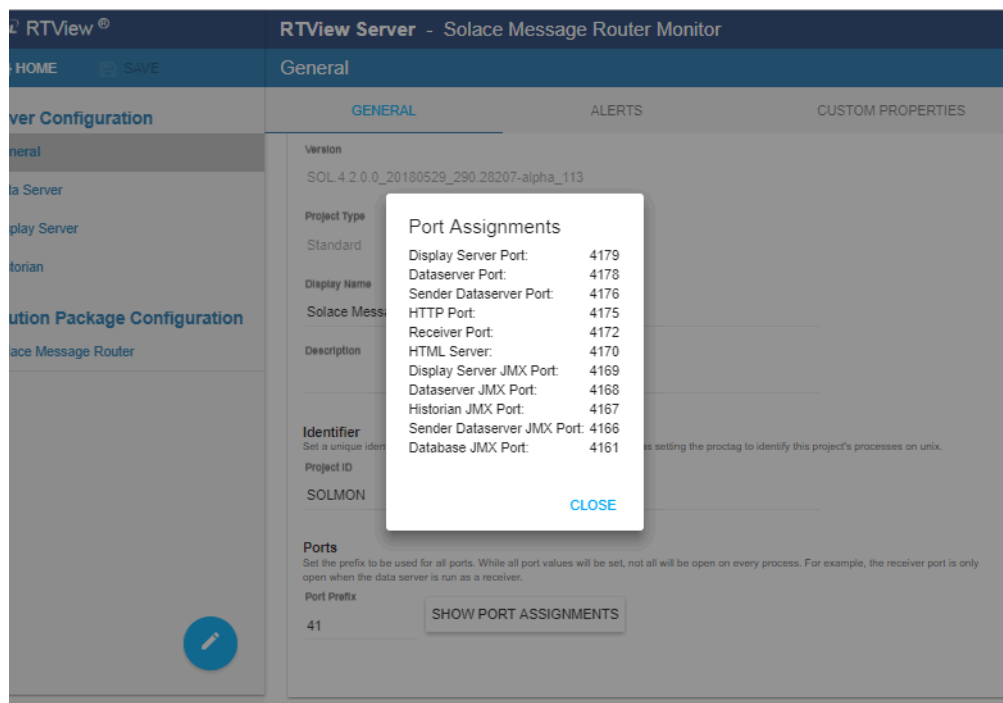 RTView ®
RTView Server - Solace Message Router Monitor
HOME
SAVE
General
ver Configuration
neral
ta Server
play Server
torian
ution Package Configuration
lace Message Router
GENERAL
ALERTS
CUSTOM PROPERTIES
Version
SOL.4.2.0.0_20180529_290.28207-alpha_113
Project Type
Standard
Display Name
Solace Mess
Description
Identifier
Set a unique iden
as setting the proctag to identify this project's processes on unix.
Project ID
SOLMON
Ports
Set the prefix to be used for all ports. While all port values will be set, not all will be open on every process. For example, the receiver port is only
open when the data server is run as a receiver.
Port Prefix
41
SHOW PORT ASSIGNMENTS
Port Assignments
Display Server Port: 4179
Dataserver Port: 4178
Sender Dataserver Port: 4176
HTTP Port: 4175
Receiver Port: 4172
HTML Server: 4170
Display Server JMX Port: 4169
Dataserver JMX Port: 4168
Historian JMX Port: 4167
Sender Dataserver JMX Port: 4166
Database JMX Port: 4161
CLOSE